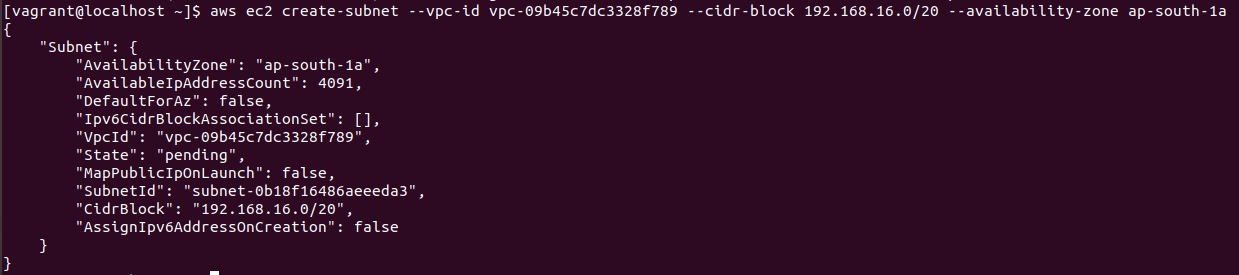 [vagrant@localhost ~]$ aws ec2 create-subnet --vpc-id vpc-09b45c7dc3328f789 --cidr-block 192.168.16.0/20 --availability-zone ap-south-1a
{
    "Subnet": {
        "AvailabilityZone": "ap-south-1a",
        "AvailableIpAddressCount": 4091,
        "DefaultForAz": false,
        "Ipv6CidrBlockAssociationSet": [],
        "VpcId": "vpc-09b45c7dc3328f789",
        "State": "pending",
        "MapPublicIpOnLaunch": false,
        "SubnetId": "subnet-0b18f16486aeeeda3",
        "CidrBlock": "192.168.16.0/20",
        "AssignIpv6AddressOnCreation": false
    }
}